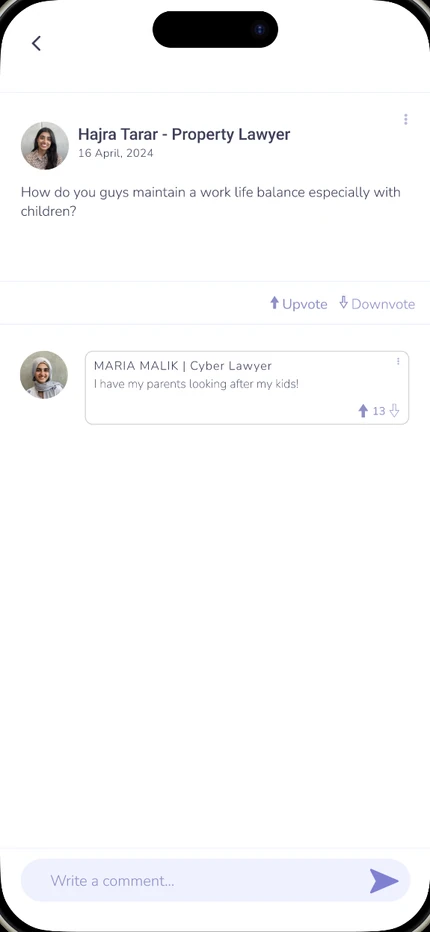 Hajra Tarar - Property Lawyer
16 April, 2024
How do you guys maintain a work life balance especially with
children?
Upvote Downvote
MARIA MALIK | Cyber Lawyer
I have my parents looking after my kids!
13
Write a comment...